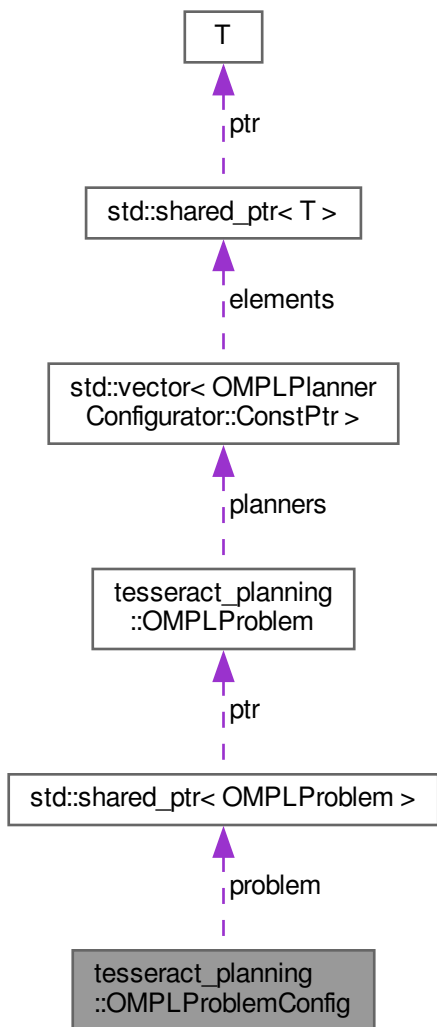 T
ptr
std::shared_ptr< T >
elements
std::vector< OMPLPlanner
Configurator::ConstPtr >
planners
tesseract_planning
::OMPLProblem
ptr
std::shared_ptr< OMPLProblem >
problem
tesseract_planning
::OMPLProblemConfig